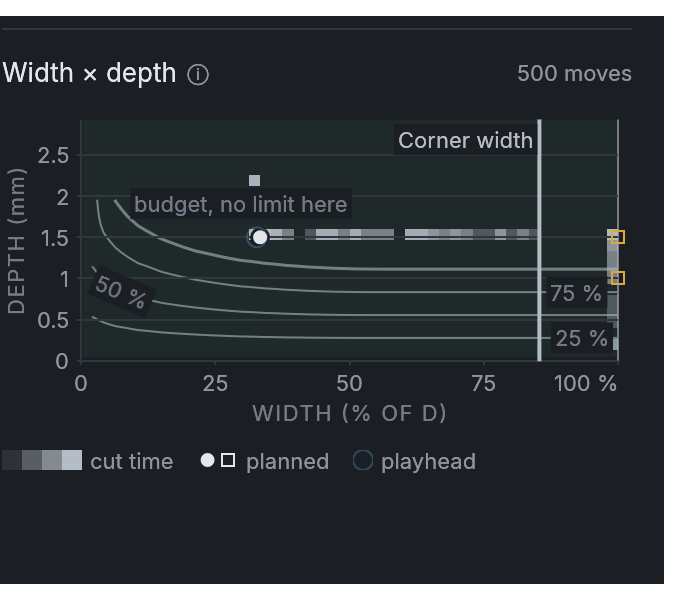 Width × depth
500 moves
Corner width
budget, no limit here
50 %
75 %
25 %
DEPTH (mm)
2.5
2
1.5
1
0.5
0
0
25
50
75
100 %
WIDTH (% OF D)
cut time
planned
playhead